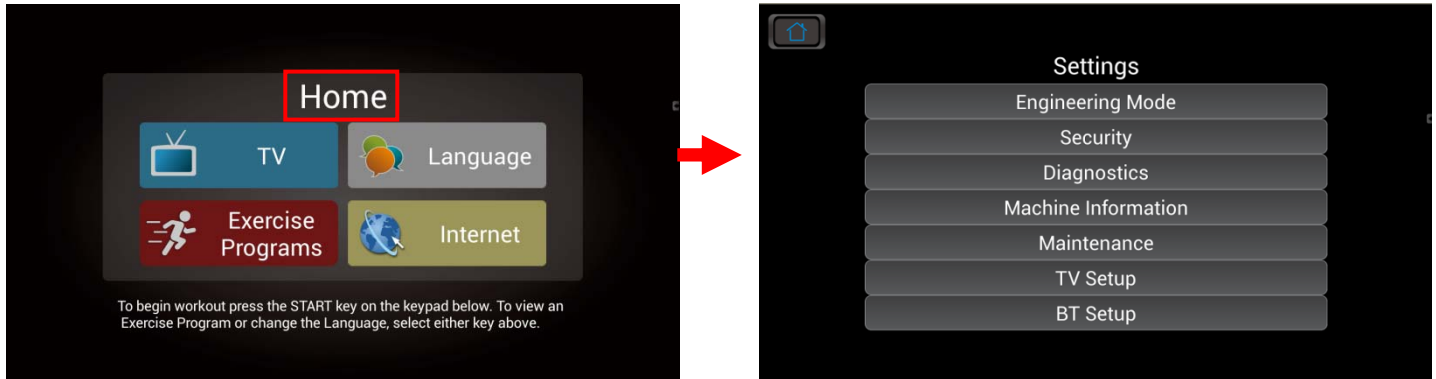 Home
TV
Language
Exercise
Programs
Internet
To begin workout press the START key on the keypad below. To view an
Exercise Program or change the Language, select either key above.
Settings
Engineering Mode
Security
Diagnostics
Machine Information
Maintenance
TV Setup
BT Setup